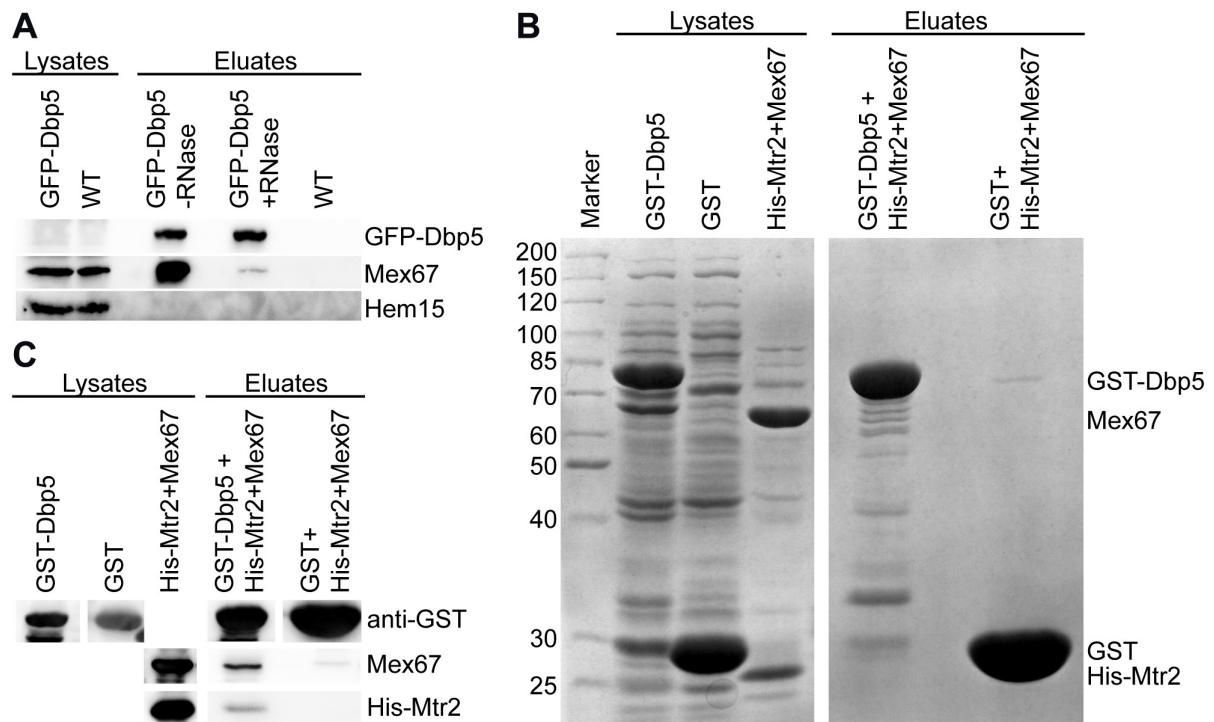 A
Lysates
Eluates
GFP-Dbp5
WT
GFP-Dbp5
-RNase
GFP-Dbp5
+RNase
WT
GFP-Dbp5
Mex67
Hem15
B
Lysates
Eluates
Marker
GST-Dbp5
GST
His-Mtr2+Mex67
GST-Dbp5 +
His-Mtr2+Mex67
GST+
His-Mtr2+Mex67
200
150
120
100
85
70
60
50
40
30
25
GST-Dbp5
Mex67
GST
His-Mtr2
C
Lysates
Eluates
GST-Dbp5
GST
His-Mtr2+Mex67
GST-Dbp5 +
His-Mtr2+Mex67
GST+
His-Mtr2+Mex67
anti-GST
Mex67
His-Mtr2